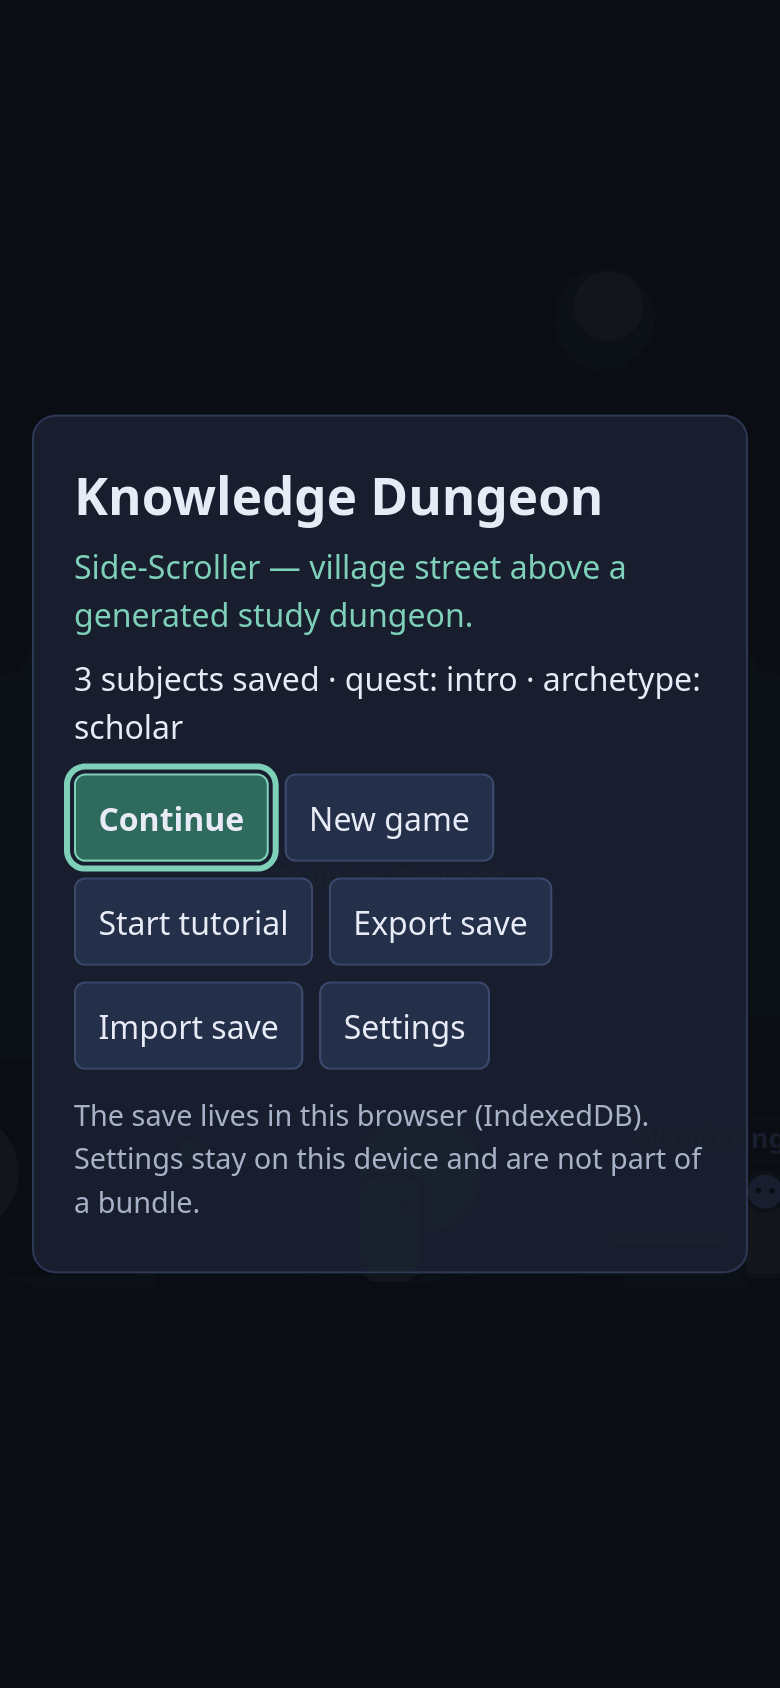 Knowledge Dungeon
Side-Scroller — village street above a
generated study dungeon.
3 subjects saved · quest: intro · archetype:
scholar
Continue
New game
Start tutorial
Export save
Import save
Settings
The save lives in this browser (IndexedDB).
Settings stay on this device and are not part of
a bundle.